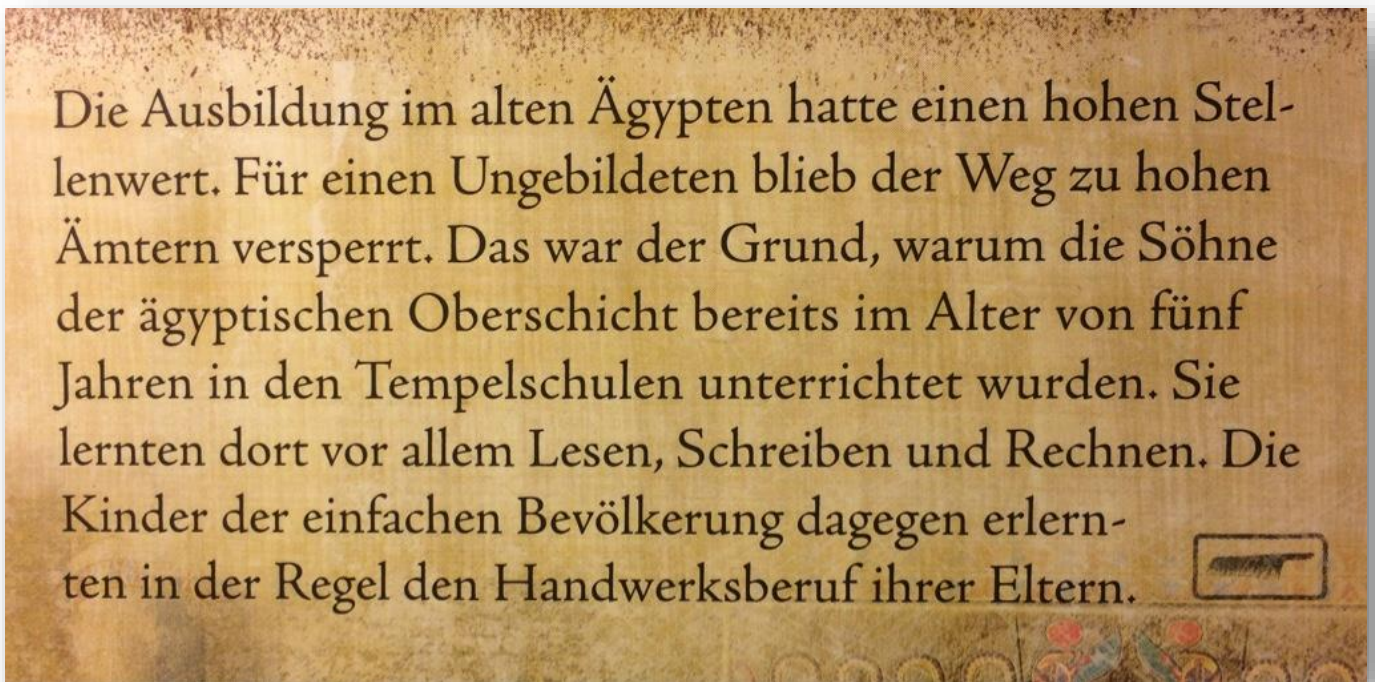 Die Ausbildung im alten Ägypten hatte einen hohen Stel-
lenwert. Für einen Ungebildeten blieb der Weg zu hohen
Ämtern versperrt. Das war der Grund, warum die Söhne
der ägyptischen Oberschicht bereits im Alter von fünf
Jahren in den Tempelschulen unterrichtet wurden. Sie
lernten dort vor allem Lesen, Schreiben und Rechnen. Die
Kinder der einfachen Bevölkerung dagegen erlern-
ten in der Regel den Handwerksberuf ihrer Eltern.